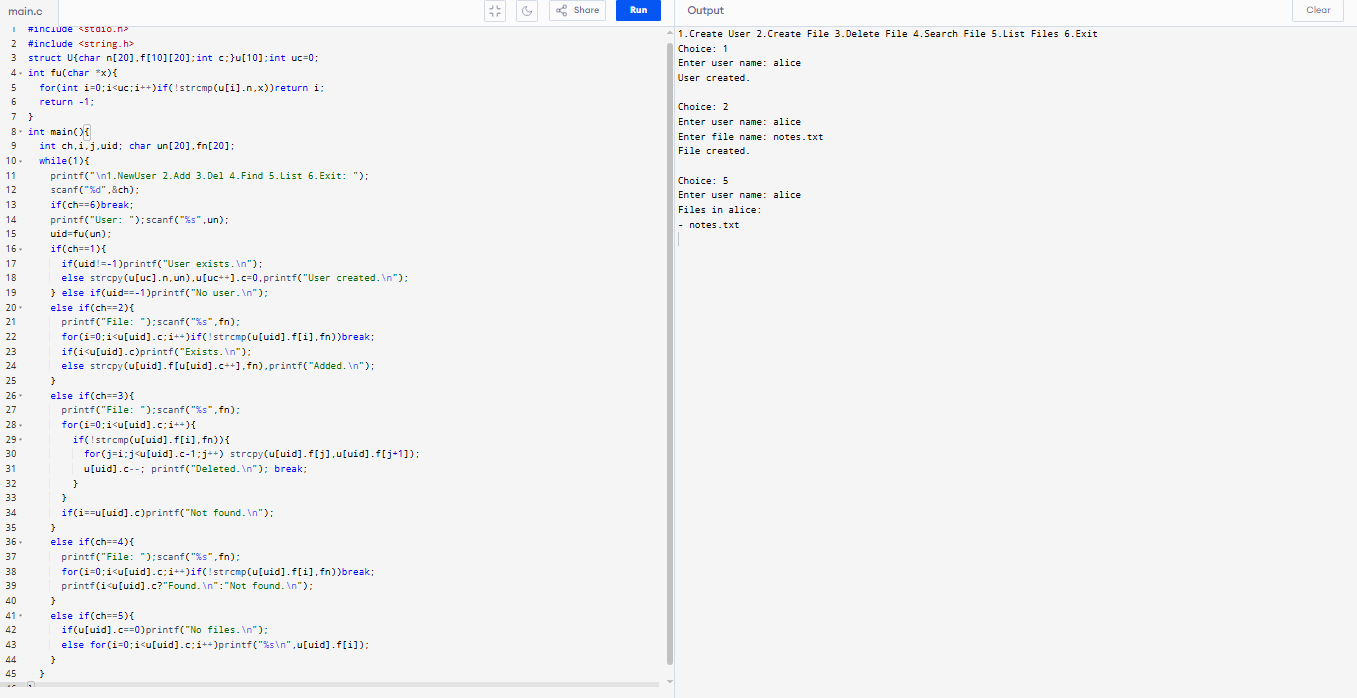 main.c
Share
Run
Output
Clear
1 #include <stdio.h>
2 #include <string.h>
3 struct U{char n[20],f[10][20];int c;}u[10];int uc=0;
4 int fu(char *x){
5 for(int i=0;i<uc;i++)if(!strcmp(u[i].n,x))return i;
6 return -1;
7 }
8 int main(){
9 int ch,i,j,uid; char un[20],fn[20];
10 while(1){
11 printf("\n1.NewUser 2.Add 3.Del 4.Find 5.List 6.Exit: ");
12 scanf("%d",&ch);
13 if(ch==6)break;
14 printf("User: ");scanf("%s",un);
15 uid=fu(un);
16 if(ch==1){
17 if(uid!=-1)printf("User exists.\n");
18 else strcpy(u[uc].n,un),u[uc++].c=0,printf("User created.\n");
19 } else if(uid==-1)printf("No user.\n");
20 else if(ch==2){
21 printf("File: ");scanf("%s",fn);
22 for(i=0;i<u[uid].c;i++)if(!strcmp(u[uid].f[i],fn))break;
23 if(i<u[uid].c)printf("Exists.\n");
24 else strcpy(u[uid].f[u[uid].c++],fn),printf("Added.\n");
25 }
26 else if(ch==3){
27 printf("File: ");scanf("%s",fn);
28 for(i=0;i<u[uid].c;i++){
29 if(!strcmp(u[uid].f[i],fn)){
30 for(j=i;j<u[uid].c-1;j++) strcpy(u[uid].f[j],u[uid].f[j+1]);
31 u[uid].c--; printf("Deleted.\n"); break;
32 }
33 }
34 if(i==u[uid].c)printf("Not found.\n");
35 }
36 else if(ch==4){
37 printf("File: ");scanf("%s",fn);
38 for(i=0;i<u[uid].c;i++)if(!strcmp(u[uid].f[i],fn))break;
39 printf(i<u[uid].c?"Found.\n":"Not found.\n");
40 }
41 else if(ch==5){
42 if(u[uid].c==0)printf("No files.\n");
43 else for(i=0;i<u[uid].c;i++)printf("%s\n",u[uid].f[i]);
44 }
45 }
1.Create User 2.Create File 3.Delete File 4.Search File 5.List Files 6.Exit
Choice: 1
Enter user name: alice
User created.
Choice: 2
Enter user name: alice
Enter file name: notes.txt
File created.
Choice: 5
Enter user name: alice
Files in alice:
- notes.txt